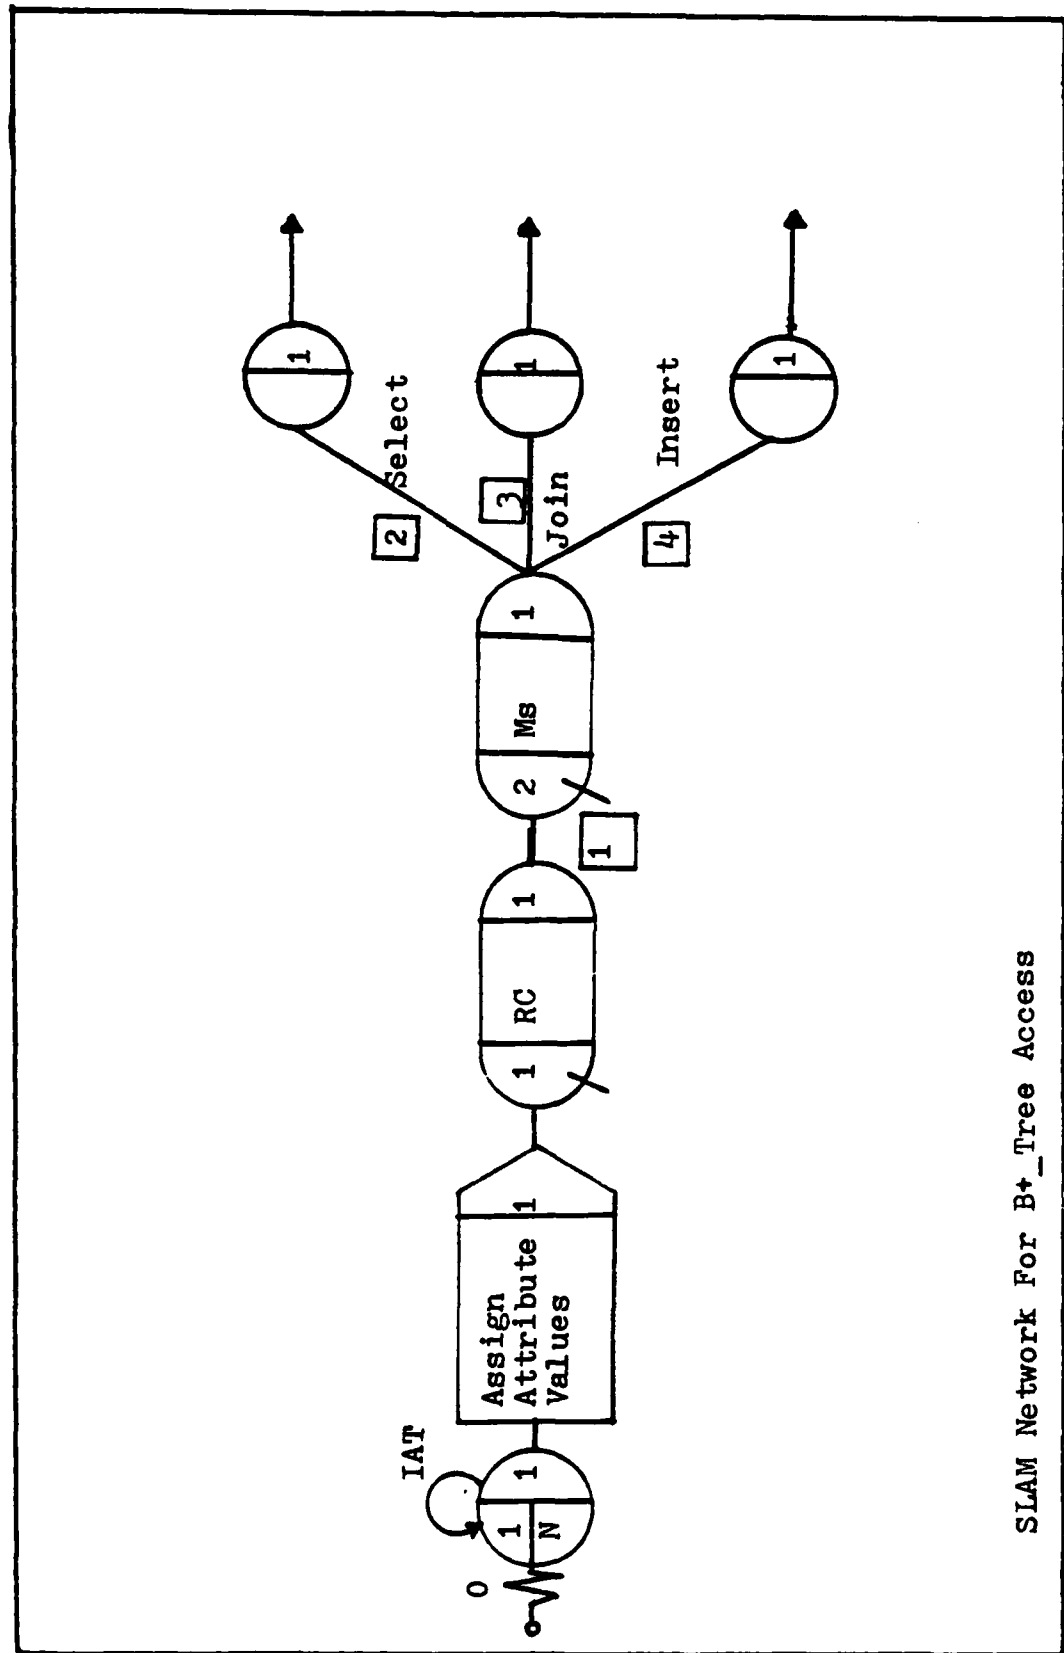 0
IAT
1
N
1
Assign
Attribute
Values
1
1
RC
1
1
2
Ms
1
2
Select
3
Join
4
Insert
1
1
1
SLAM Network For B+_Tree Access